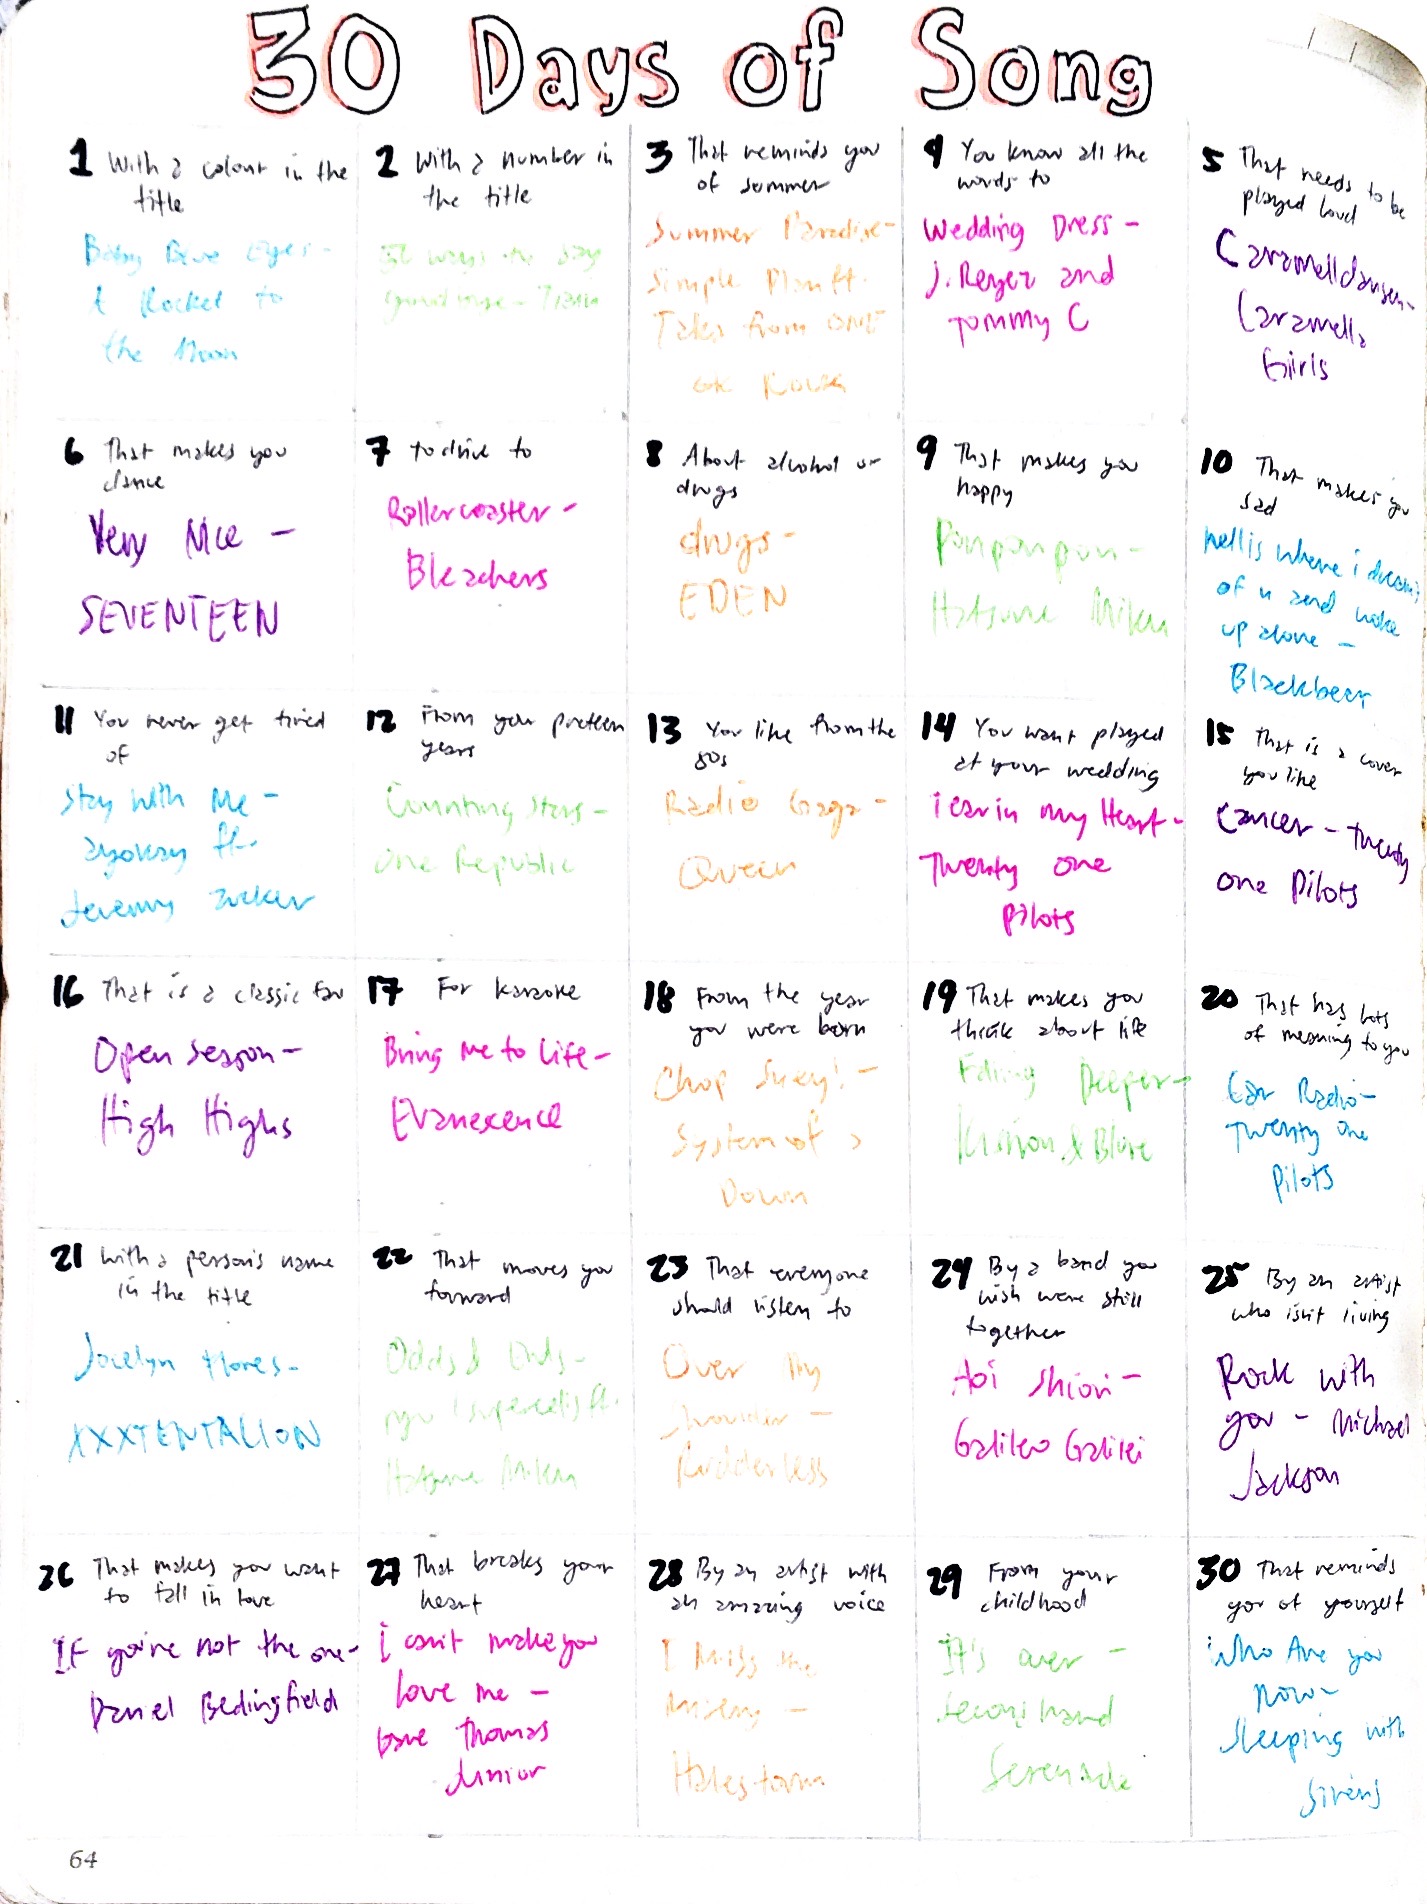 30 Days of Song
1 With a colour in the
title
Baby Blue Eyes -
A Rocket to
the Moon
2 With a number in
the title
50 ways to say
goodbye - Train
3 That reminds you
of summer
Summer Paradise -
Simple Plan ft.
Taka from ONE
OK ROCK
4 You know all the
words to
Wedding Dress -
J. Reyez and
Tommy C
5 That needs to be
played loud
Caramelldansen -
Caramella
Girls
6 That makes you
dance
Very Nice -
SEVENTEEN
7 to drive to
Rollercoaster -
Bleachers
8 About alcohol or
drugs
drugs -
EDEN
9 That makes you
happy
Ponponpon -
Hatsune Miku
10 That makes you
sad
hell is where i dream
of u and woke
up alone -
Blackbear
11 You never get tired
of
Stay with Me -
ayokay ft.
Jeremy Zucker
12 From your preteen
years
Counting Stars -
One Republic
13 You like from the
80s
Radio Gaga -
Queen
14 You want played
at your wedding
Tear in my Heart -
Twenty one
pilots
15 That is a cover
you like
Cancer - twenty
one Pilots
16 That is a classic fav
Open Season -
High Highs
17 For karaoke
Bring me to Life -
Evanescence
18 From the year
you were born
Chop Suey! -
System of a
Down
19 That makes you
think about life
Falling Deeper -
& Blure
20 That has lots
of meaning to you
Car Radio -
Twenty One
Pilots
21 With a person's name
in the title
Jocelyn Flores -
XXXTENTACION
22 That moves you
forward
Odds & Ends -
ryo (supercell) ft.
Hatsune Miku
23 That everyone
should listen to
Over my
shoulder -
Rudderless
24 By a band you
wish were still
together
Aoi Shiori -
Galileo Galilei
25 By an artist
who isn't living
Rock with
you - Michael
Jackson
26 That makes you want
to fall in love
If you're not the one -
Daniel Bedingfield
27 That breaks your
heart
I can't make you
love me -
Dave Thomas
Junior
28 By an artist with
an amazing voice
I Miss the
Misery -
Halestorm
29 From your
childhood
It's over -
Secondhand
Serenade
30 That reminds
you of yourself
Who Are you
Now -
Sleeping with
Sirens
64